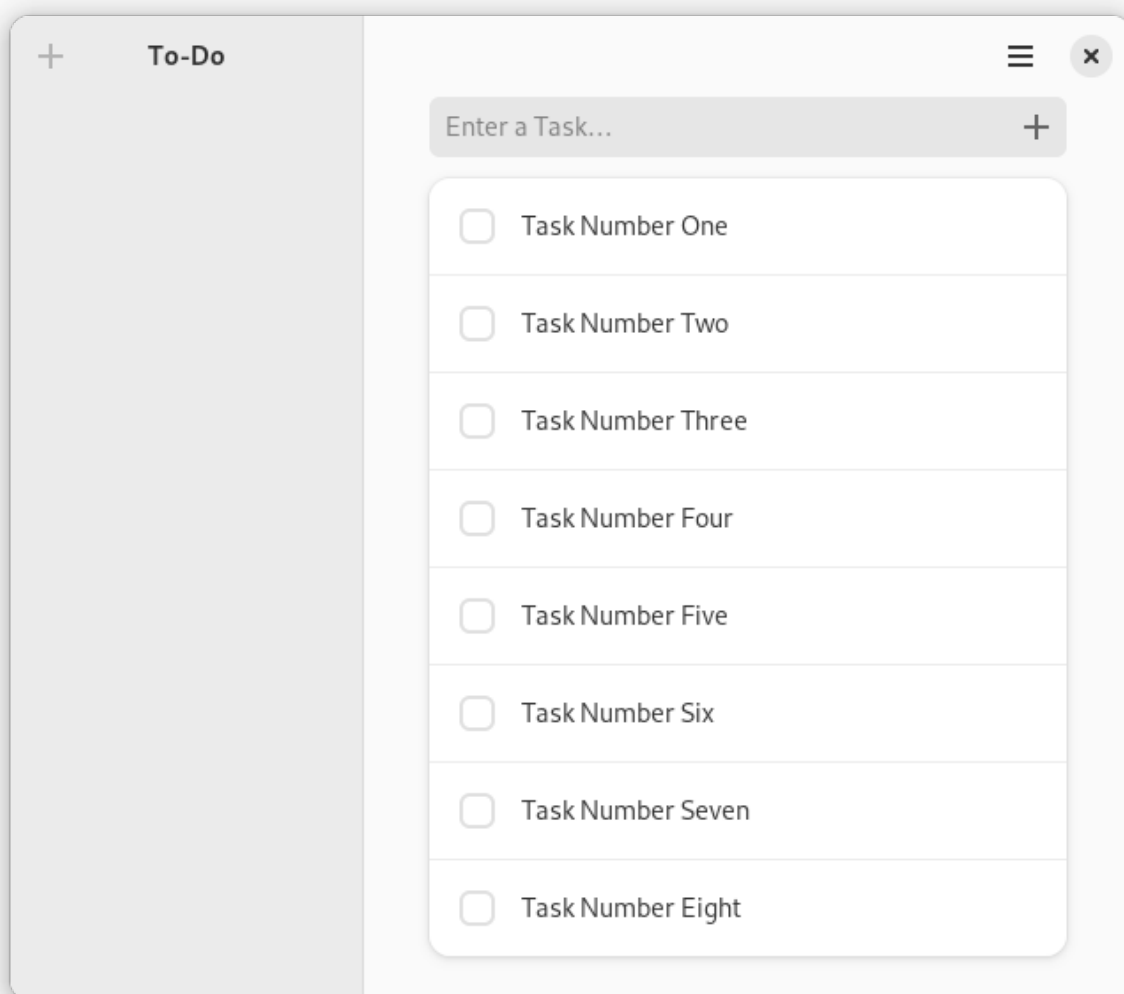 To-Do
Enter a Task...
Task Number One
Task Number Two
Task Number Three
Task Number Four
Task Number Five
Task Number Six
Task Number Seven
Task Number Eight